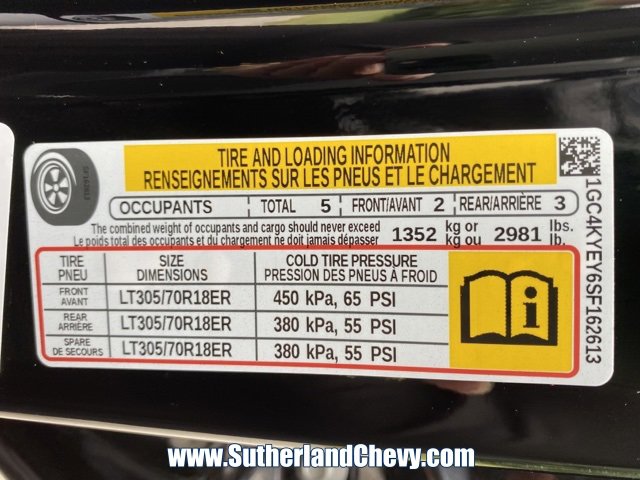 TIRE AND LOADING INFORMATION
RENSEIGNEMENTS SUR LES PNEUS ET LE CHARGEMENT
OCCUPANTS TOTAL 5 FRONT/AVANT 2 REAR/ARRIÈRE 3
The combined weight of occupants and cargo should never exceed 1352 kg or 2981 lbs.
Le poids total des occupants et du chargement ne doit jamais dépasser kg ou lb.
TIRE SIZE COLD TIRE PRESSURE
PNEU DIMENSIONS PRESSION DES PNEUS À FROID
FRONT
AVANT LT305/70R18ER 450 kPa, 65 PSI
REAR
ARRIÈRE LT305/70R18ER 380 kPa, 55 PSI
SPARE
DE SECOURS LT305/70R18ER 380 kPa, 55 PSI
1GC4KYEY6SF162613
SF162613
www.SutherlandChevy.com